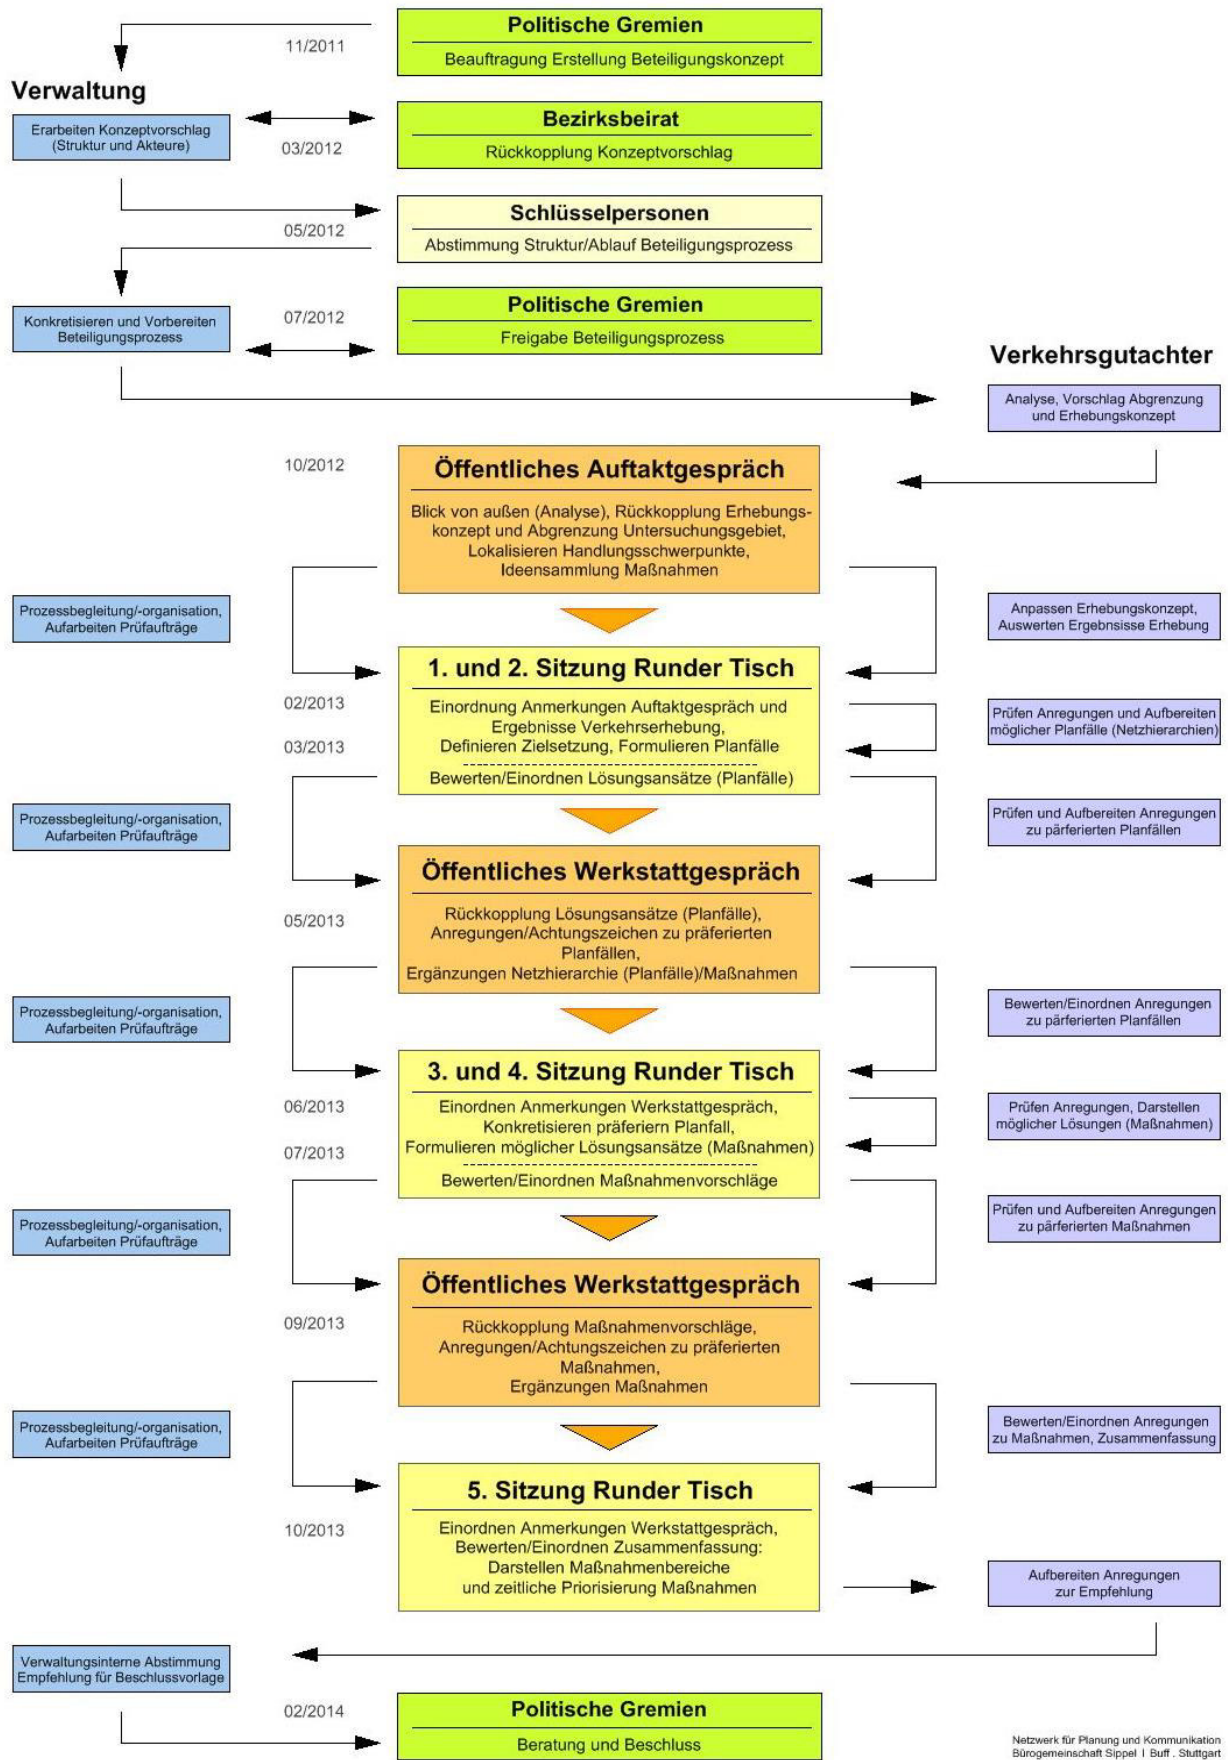 Politische Gremien
11/2011
Beauftragung Erstellung Beteiligungskonzept
Verwaltung
Erarbeiten Konzeptvorschlag
(Struktur und Akteure)
Bezirksbeirat
03/2012
Rückkopplung Konzeptvorschlag
Schlüsselpersonen
05/2012
Abstimmung Struktur/Ablauf Beteiligungsprozess
Konkretisieren und Vorbereiten
Beteiligungsprozess
07/2012
Politische Gremien
Freigabe Beteiligungsprozess
Verkehrsgutachter
Analyse, Vorschlag Abgrenzung
und Erhebungskonzept
10/2012
Öffentliches Auftaktgespräch
Blick von außen (Analyse), Rückkopplung Erhebungs-
konzept und Abgrenzung Untersuchungsgebiet,
Lokalisieren Handlungsschwerpunkte,
Ideensammlung Maßnahmen
Prozessbegleitung/-organisation,
Aufarbeiten Prüfaufträge
Anpassen Erhebungskonzept,
Auswerten Ergebnsisse Erhebung
1. und 2. Sitzung Runder Tisch
02/2013
03/2013
Einordnung Anmerkungen Auftaktgespräch und
Ergebnisse Verkehrserhebung,
Definieren Zielsetzung, Formulieren Planfälle
Bewerten/Einordnen Lösungsansätze (Planfälle)
Prüfen Anregungen und Aufbereiten
möglicher Planfälle (Netzhierarchien)
Prozessbegleitung/-organisation,
Aufarbeiten Prüfaufträge
Prüfen und Aufbereiten Anregungen
zu pärferierten Planfällen
Öffentliches Werkstattgespräch
05/2013
Rückkopplung Lösungsansätze (Planfälle),
Anregungen/Achtungszeichen zu präferierten
Planfällen,
Ergänzungen Netzhierarchie (Planfälle)/Maßnahmen
Prozessbegleitung/-organisation,
Aufarbeiten Prüfaufträge
Bewerten/Einordnen Anregungen
zu pärferierten Planfällen
3. und 4. Sitzung Runder Tisch
06/2013
07/2013
Einordnen Anmerkungen Werkstattgespräch,
Konkretisieren präferiern Planfall,
Formulieren möglicher Lösungsansätze (Maßnahmen)
Bewerten/Einordnen Maßnahmenvorschläge
Prüfen Anregungen, Darstellen
möglicher Lösungen (Maßnahmen)
Prozessbegleitung/-organisation,
Aufarbeiten Prüfaufträge
Prüfen und Aufbereiten Anregungen
zu pärferierten Maßnahmen
Öffentliches Werkstattgespräch
09/2013
Rückkopplung Maßnahmenvorschläge,
Anregungen/Achtungszeichen zu präferierten
Maßnahmen,
Ergänzungen Maßnahmen
Prozessbegleitung/-organisation,
Aufarbeiten Prüfaufträge
Bewerten/Einordnen Anregungen
zu Maßnahmen, Zusammenfassung
5. Sitzung Runder Tisch
10/2013
Einordnen Anmerkungen Werkstattgespräch,
Bewerten/Einordnen Zusammenfassung:
Darstellen Maßnahmenbereiche
und zeitliche Priorisierung Maßnahmen
Aufbereiten Anregungen
zur Empfehlung
Verwaltungsinterne Abstimmung
Empfehlung für Beschlussvorlage
02/2014
Politische Gremien
Beratung und Beschluss
Netzwerk für Planung und Kommunikation
Bürogemeinschaft Sippel | Buff . Stuttgart